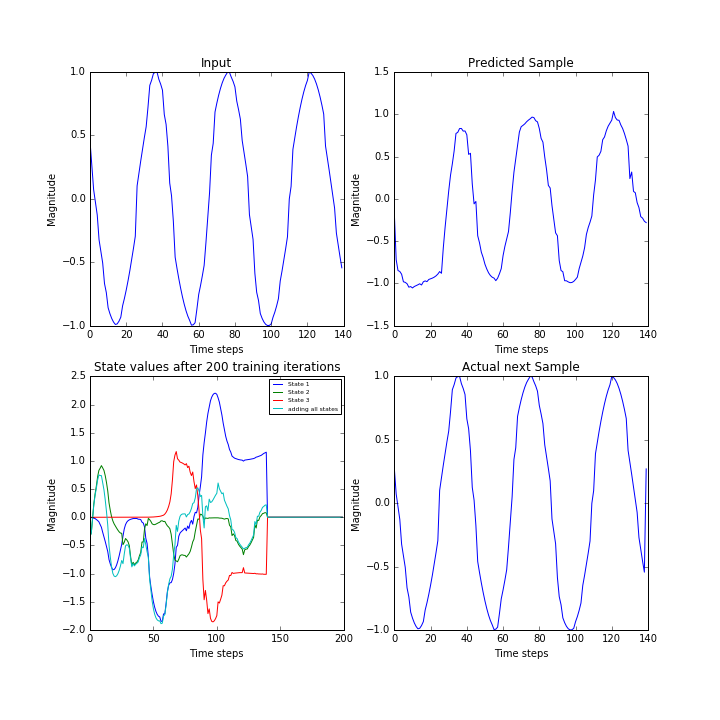 Input
1.0
0.5
0.0
−0.5
−1.0
Magnitude
0 20 40 60 80 100 120 140
Time steps
Predicted Sample
1.5
1.0
0.5
0.0
−0.5
−1.0
−1.5
Magnitude
0 20 40 60 80 100 120 140
Time steps
State values after 200 training iterations
2.5
2.0
1.5
1.0
0.5
0.0
−0.5
−1.0
−1.5
−2.0
Magnitude
State 1
State 2
State 3
adding all states
0 50 100 150 200
Time steps
Actual next Sample
1.0
0.5
0.0
−0.5
−1.0
Magnitude
0 20 40 60 80 100 120 140
Time steps